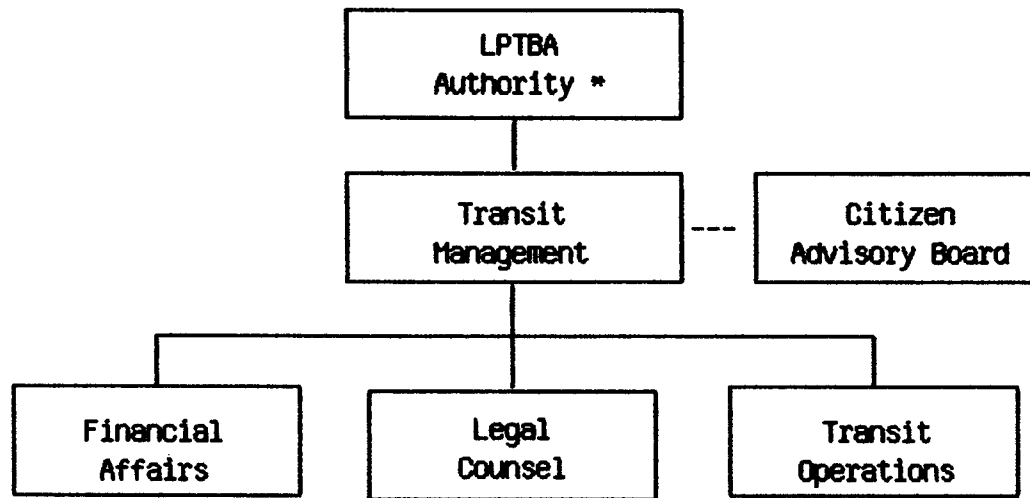 LPTBA
Authority *
Transit
Management
Citizen
Advisory Board
Financial
Affairs
Legal
Counsel
Transit
Operations